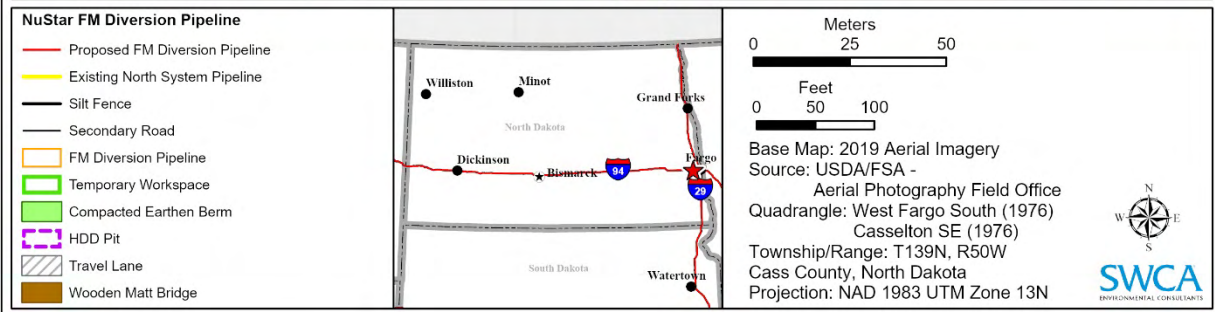 NuStar FM Diversion Pipeline
Proposed FM Diversion Pipeline
Existing North System Pipeline
Silt Fence
Secondary Road
FM Diversion Pipeline
Temporary Workspace
Compacted Earthen Berm
HDD Pit
Travel Lane
Wooden Matt Bridge
Williston
Minot
Grand Forks
North Dakota
Dickinson
Bismarck
94
Fargo
29
South Dakota
Watertown
Meters
0 25 50
Feet
0 50 100
Base Map: 2019 Aerial Imagery
Source: USDA/FSA -
Aerial Photography Field Office
Quadrangle: West Fargo South (1976)
Casselton SE (1976)
Township/Range: T139N, R50W
Cass County, North Dakota
Projection: NAD 1983 UTM Zone 13N
N
W E
S
SWCA
ENVIRONMENTAL CONSULTANTS